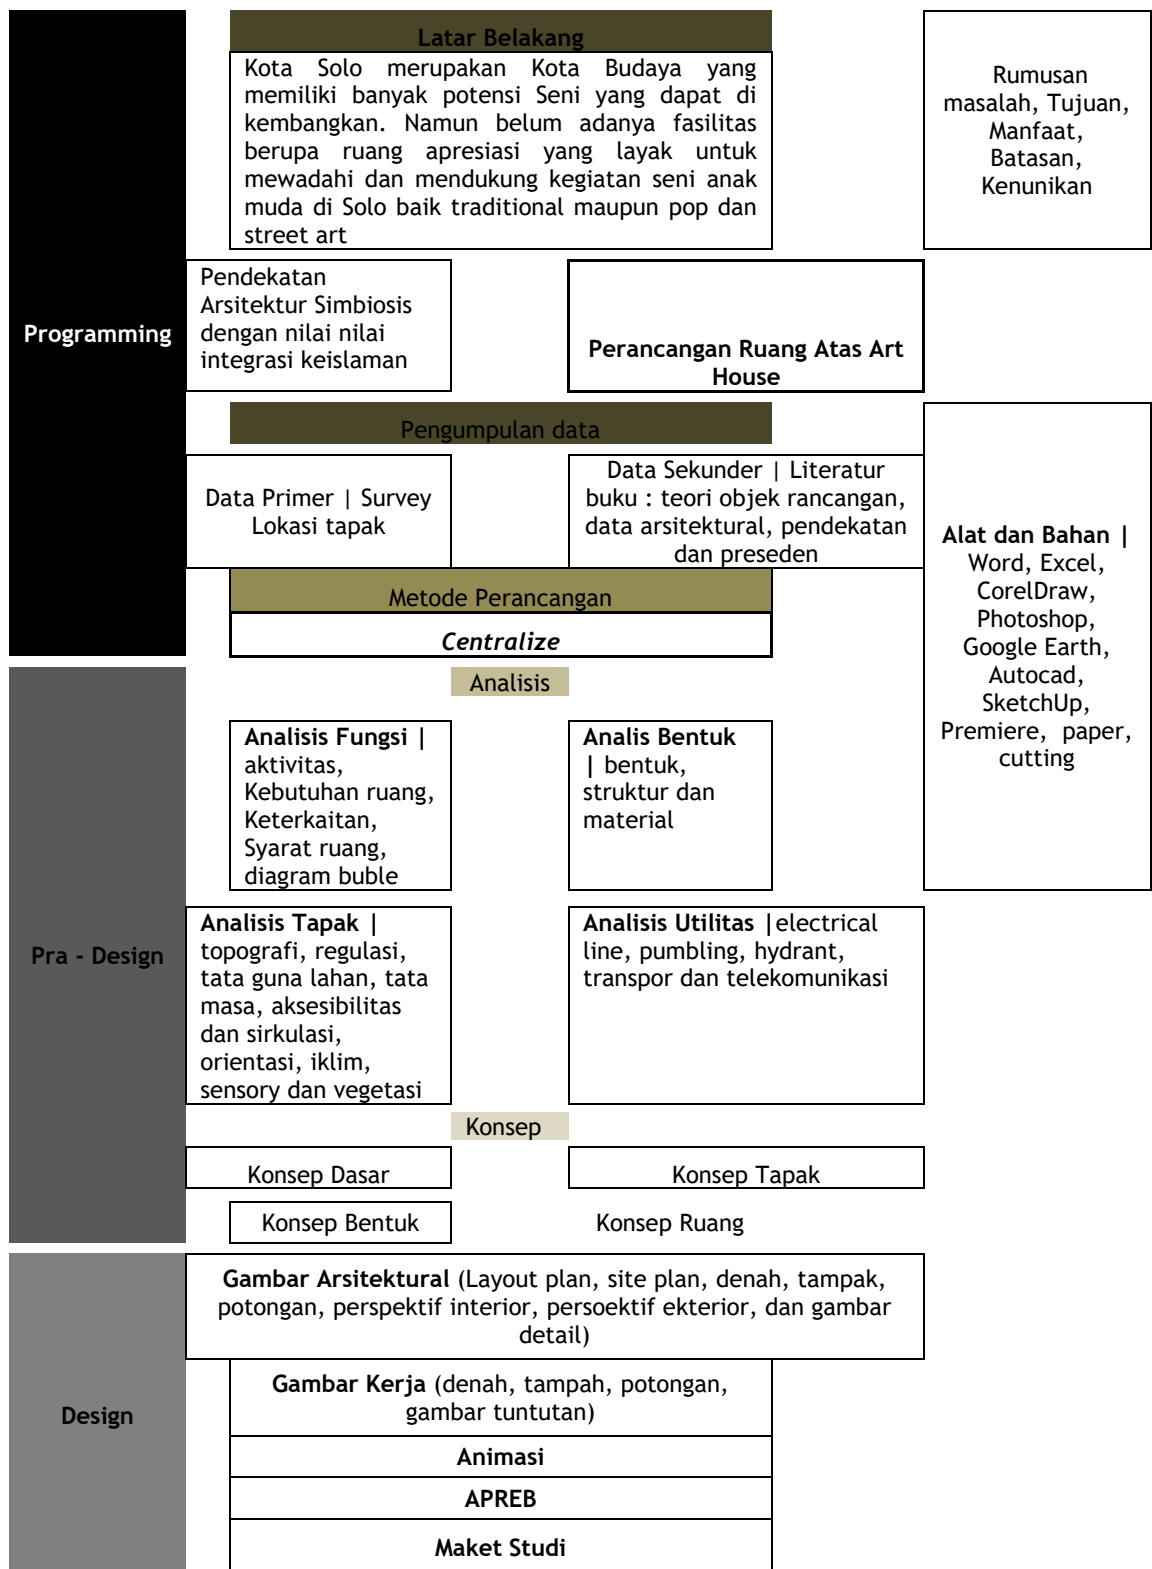 Latar Belakang
Kota Solo merupakan Kota Budaya yang
memiliki banyak potensi Seni yang dapat di
kembangkan. Namun belum adanya fasilitas
berupa ruang apresiasi yang layak untuk
mewadahi dan mendukung kegiatan seni anak
muda di Solo baik traditional maupun pop dan
street art
Rumusan
masalah, Tujuan,
Manfaat,
Batasan,
Kenunikan
Programming
Pendekatan
Arsitektur Simbiosis
dengan nilai nilai
integrasi keislaman
Perancangan Ruang Atas Art
House
Pengumpulan data
Data Primer | Survey
Lokasi tapak
Data Sekunder | Literatur
buku : teori objek rancangan,
data arsitektural, pendekatan
dan preseden
Alat dan Bahan |
Word, Excel,
CorelDraw,
Photoshop,
Google Earth,
Autocad,
SketchUp,
Premiere, paper,
cutting
Metode Perancangan
Centralize
Pra - Design
Analisis
Analisis Fungsi |
aktivitas,
Kebutuhan ruang,
Keterkaitan,
Syarat ruang,
diagram buble
Analis Bentuk
| bentuk,
struktur dan
material
Analisis Tapak |
topografi, regulasi,
tata guna lahan, tata
masa, aksesibilitas
dan sirkulasi,
orientasi, iklim,
sensory dan vegetasi
Analisis Utilitas |electrical
line, pumbling, hydrant,
transpor dan telekomunikasi
Konsep
Konsep Dasar
Konsep Tapak
Konsep Bentuk
Konsep Ruang
Design
Gambar Arsitektural (Layout plan, site plan, denah, tampak,
potongan, perspektif interior, persoektif ekterior, dan gambar
detail)
Gambar Kerja (denah, tampah, potongan,
gambar tuntutan)
Animasi
APREB
Maket Studi